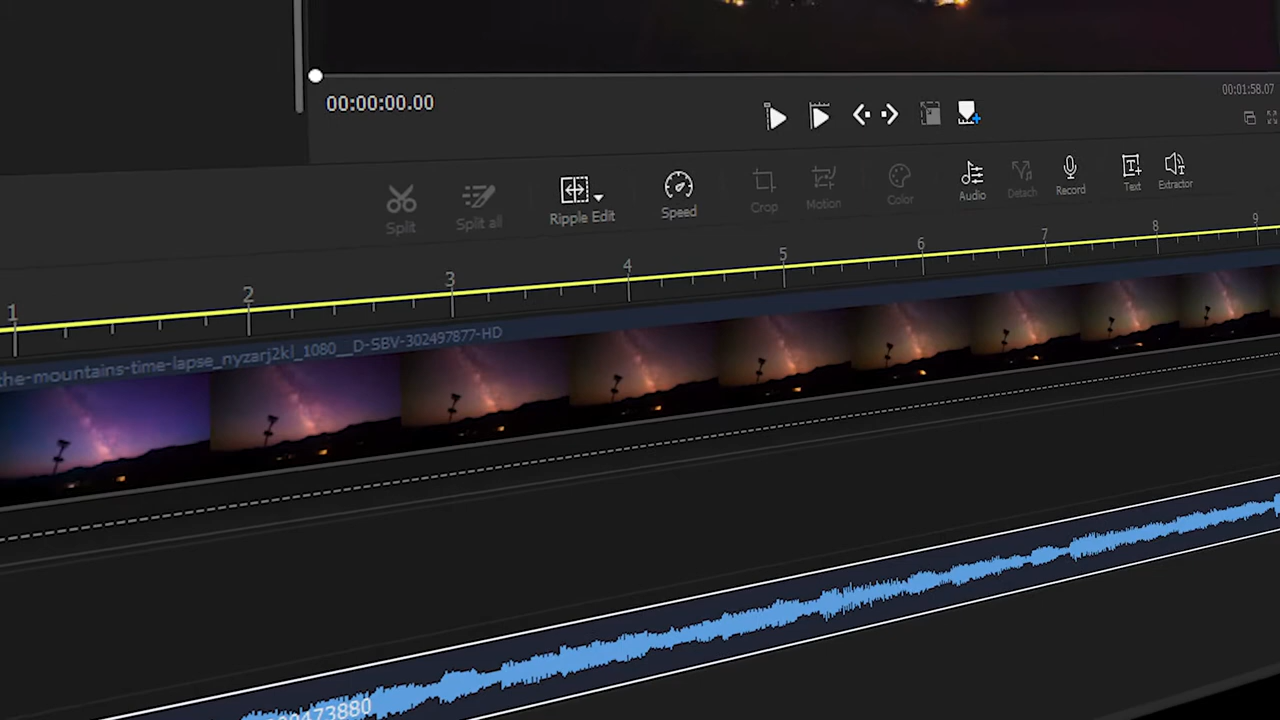 00:00:00.00
00:01:58.07
Split
Split all
Ripple Edit
Speed
Crop
Motion
Color
Audio
Detach
Record
Text
Extractor
1 2 3 4 5 6 7 8 9
the-mountains-time-lapse_nyzarj2kl_1080__D-SBV-302497877-HD
473880